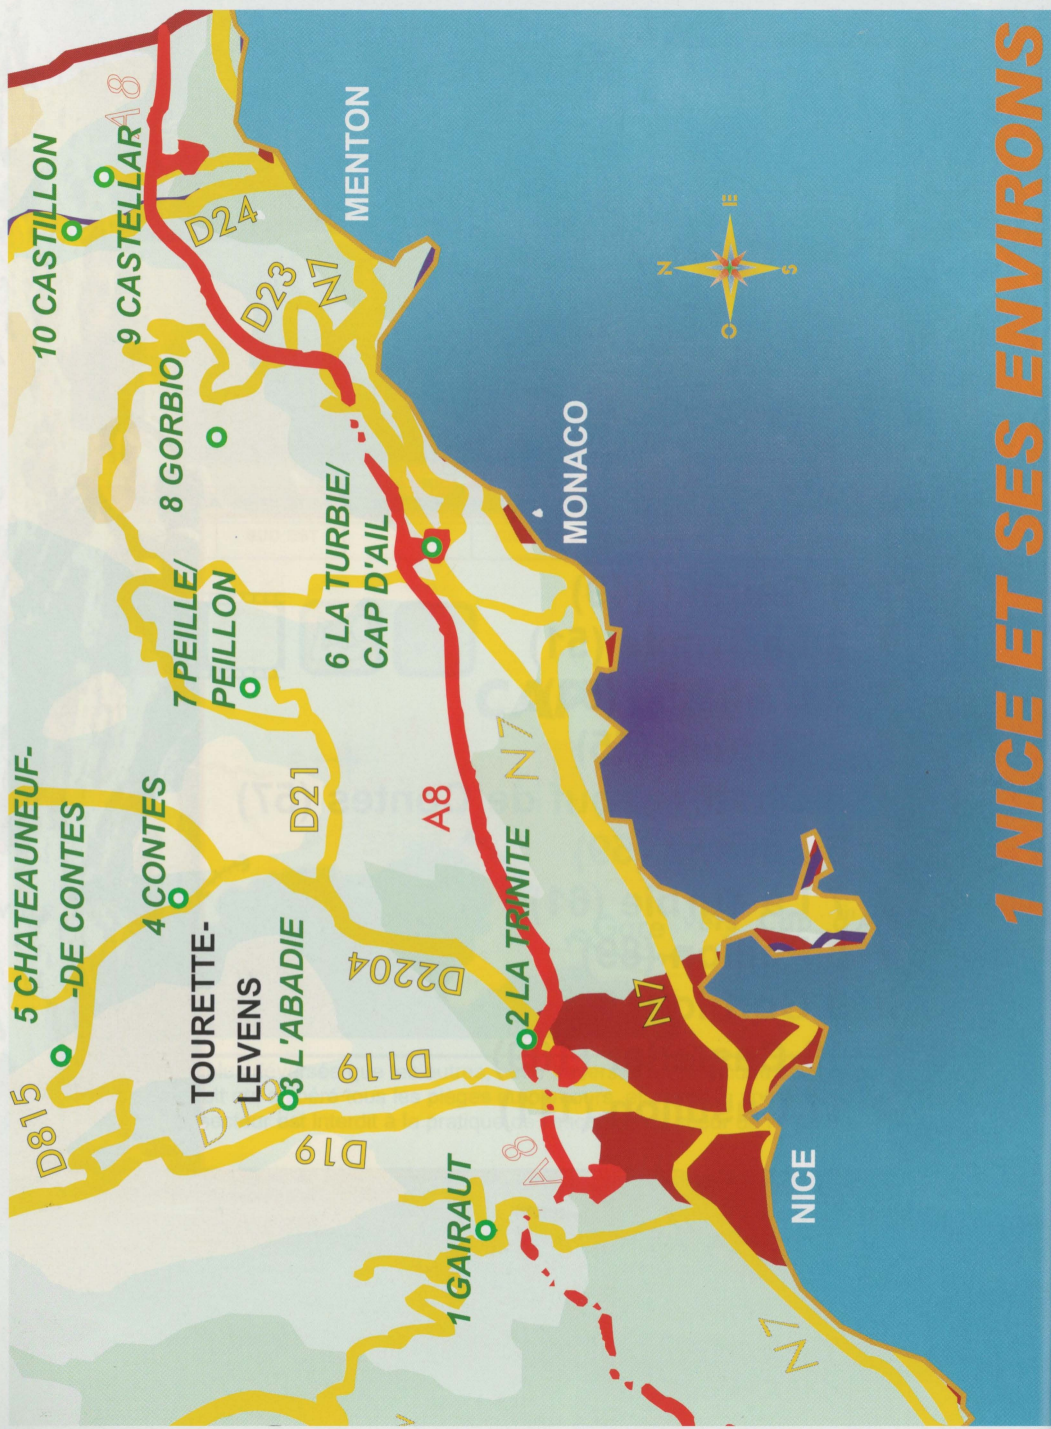 1 NICE ET SES ENVIRONS
5 CHATEAUNEUF-
-DE CONTES
4 CONTES
10 CASTILLON
9 CASTELLAR
8 GORBIO
7 PEILLE/
PEILLON
6 LA TURBIE/
CAP D'AIL
TOURETTE-
LEVENS
3 L'ABADIE
2 LA TRINITE
1 GAIRAUT
MENTON
MONACO
NICE
D815
D19
D19
D119
D2204
D21
A8
A8
A8
D24
D23
N7
N7
N7
N7
N
E
S
O